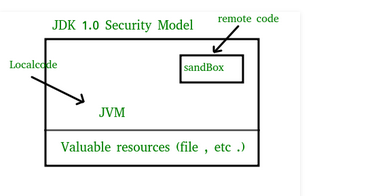 remote code
JDK 1.0 Security Model
sandBox
Localcode
JVM
Valuable resources (file , etc .)